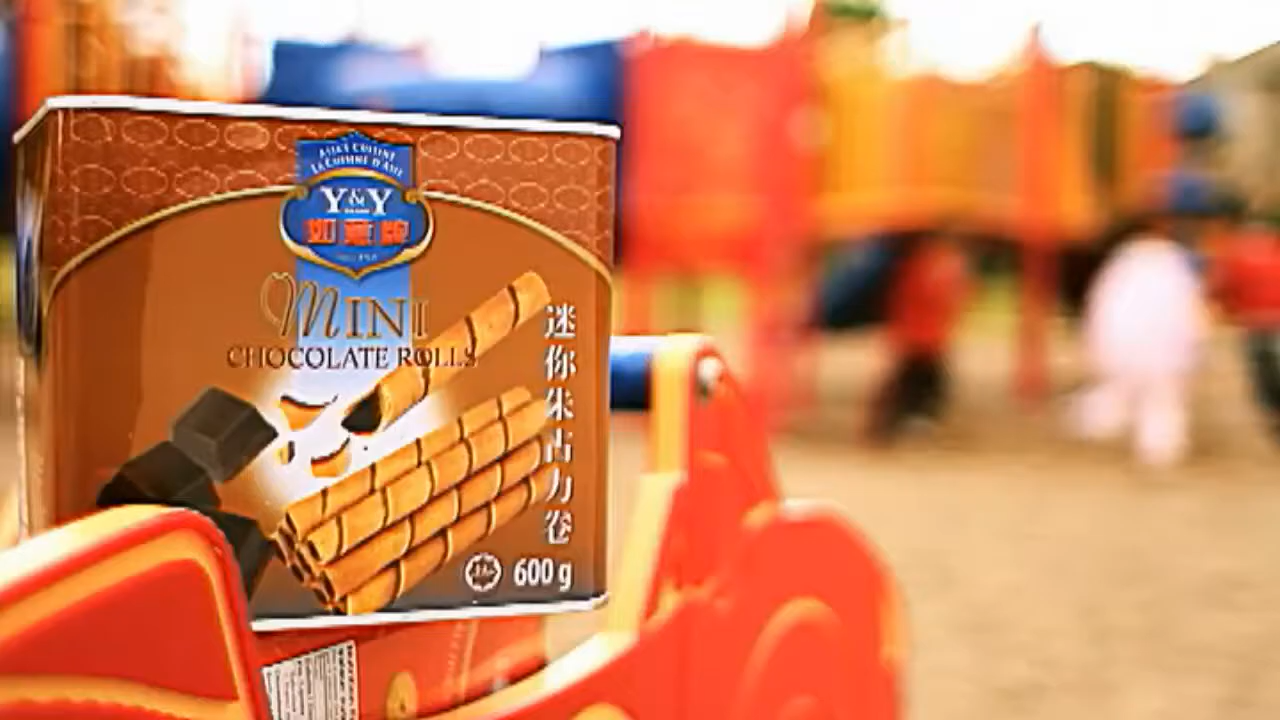 ASIA'S CUISINE
LA CUISINE D'ASIE
Y&Y
如意牌
MINI
CHOCOLATE ROLLS
迷你朱古力卷
600 g